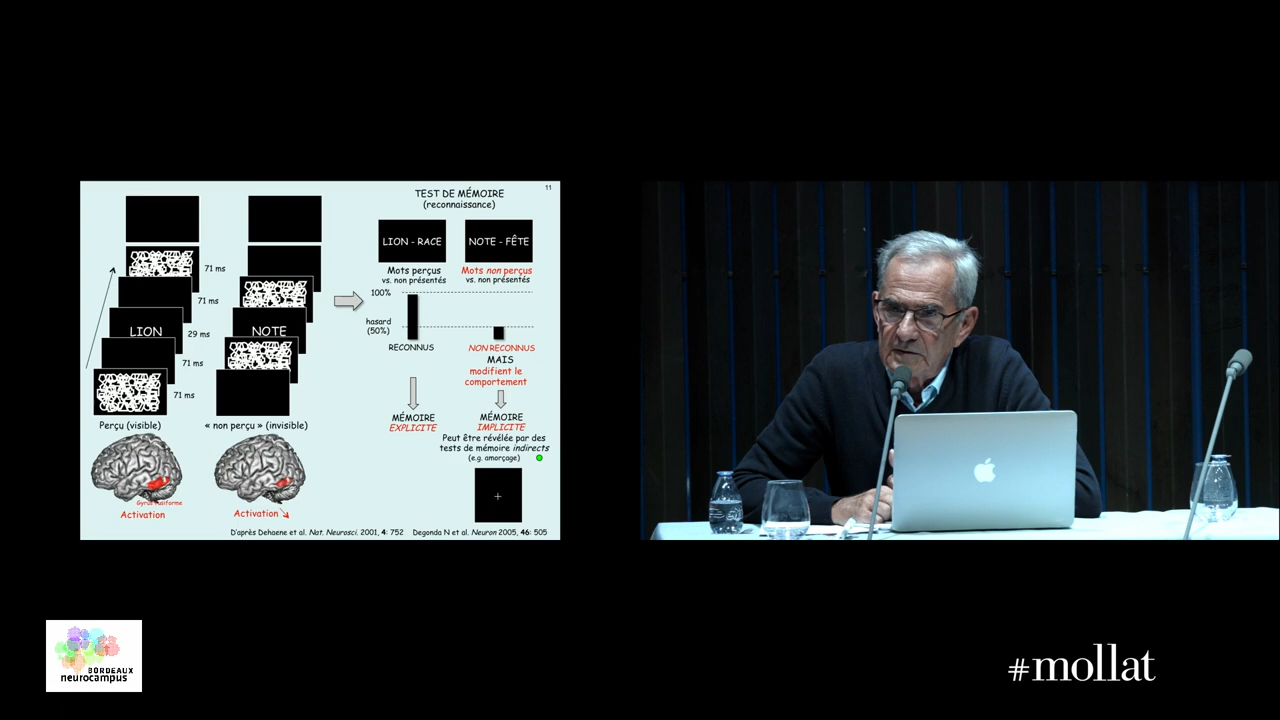 11
TEST DE MÉMOIRE
(reconnaissance)
LION - RACE
NOTE - FÊTE
Mots perçus
vs. non présentés
Mots non perçus
vs. non présentés
100%
hasard
(50%)
RECONNUS
NON RECONNUS
MAIS
modifient le
comportement
MÉMOIRE
EXPLICITE
MÉMOIRE
IMPLICITE
Peut être révélée par des
tests de mémoire indirects
(e.g. amorçage)
71 ms
71 ms
LION
29 ms
NOTE
71 ms
71 ms
Perçu (visible)
« non perçu » (invisible)
Gyrus fusiforme
Activation
Activation
D'après Dehaene et al. Nat. Neurosci. 2001, 4: 752
Degonda N et al. Neuron 2005, 46: 505
BORDEAUX
neurocampus
#mollat